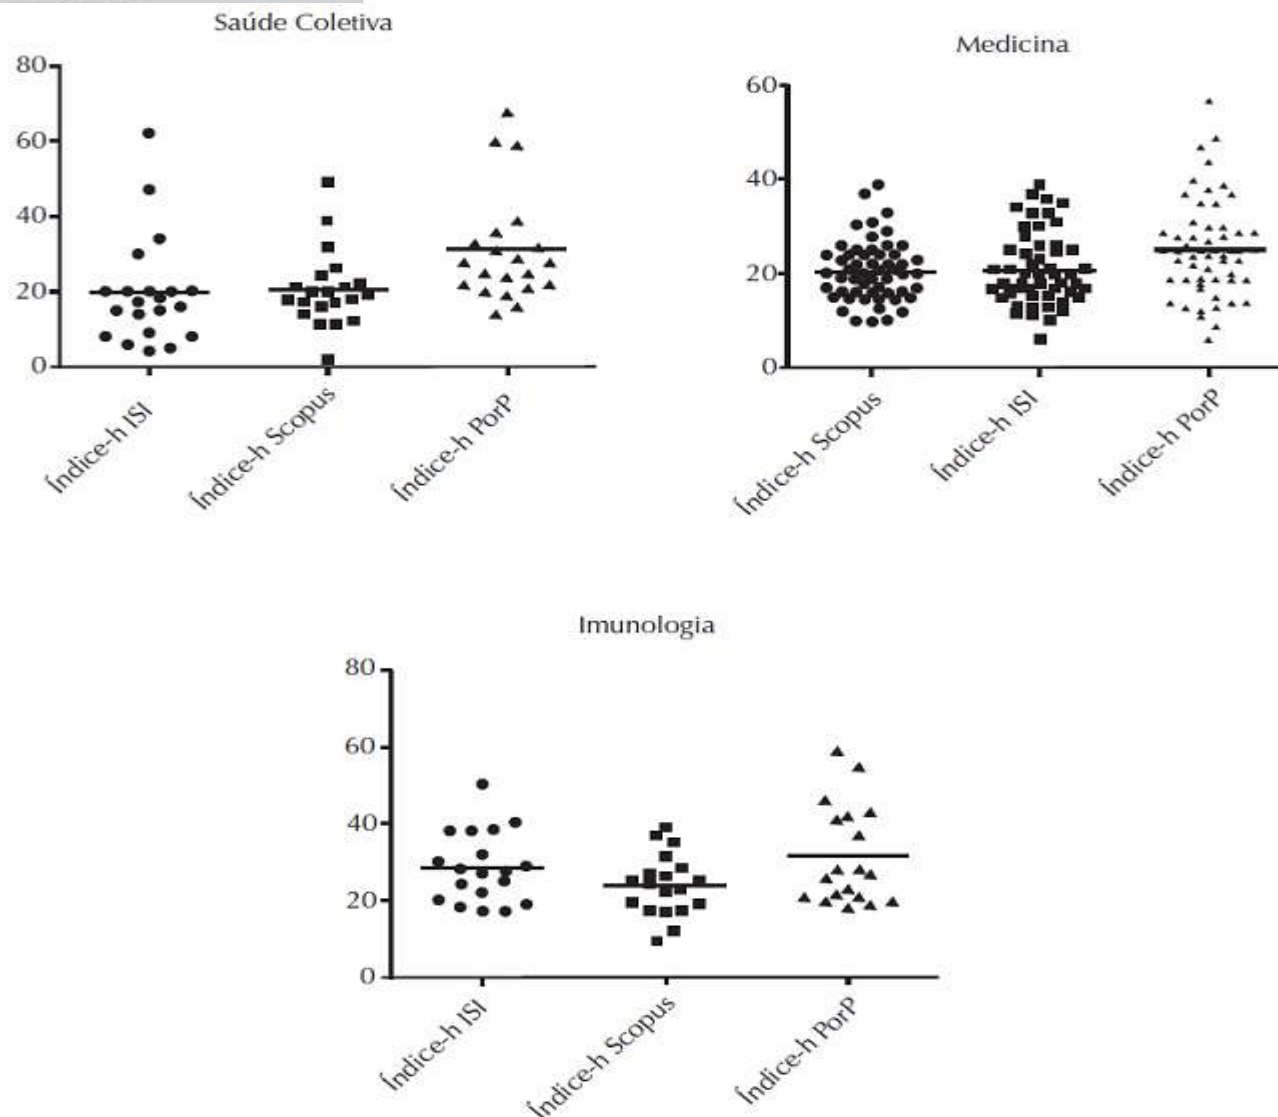 Saúde Coletiva
80
60
40
20
0
Índice-h ISI
Índice-h Scopus
Índice-h PorP
Medicina
60
40
20
0
Índice-h Scopus
Índice-h ISI
Índice-h PorP
Imunologia
80
60
40
20
0
Índice-h ISI
Índice-h Scopus
Índice-h PorP